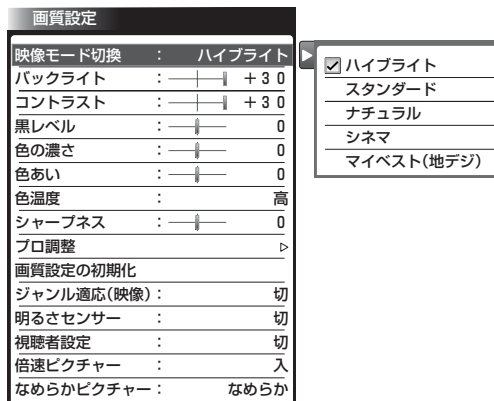 画質設定
映像モード切換 : ハイブライト
バックライト : +30
コントラスト : +30
黒レベル : 0
色の濃さ : 0
色あい : 0
色温度 : 高
シャープネス : 0
プロ調整
画質設定の初期化
ジャンル適応(映像) : 切
明るさセンサー : 切
視聴者設定 : 切
倍速ピクチャー : 入
なめらかピクチャー : なめらか
ハイブライト
スタンダード
ナチュラル
シネマ
マイベスト(地デジ)